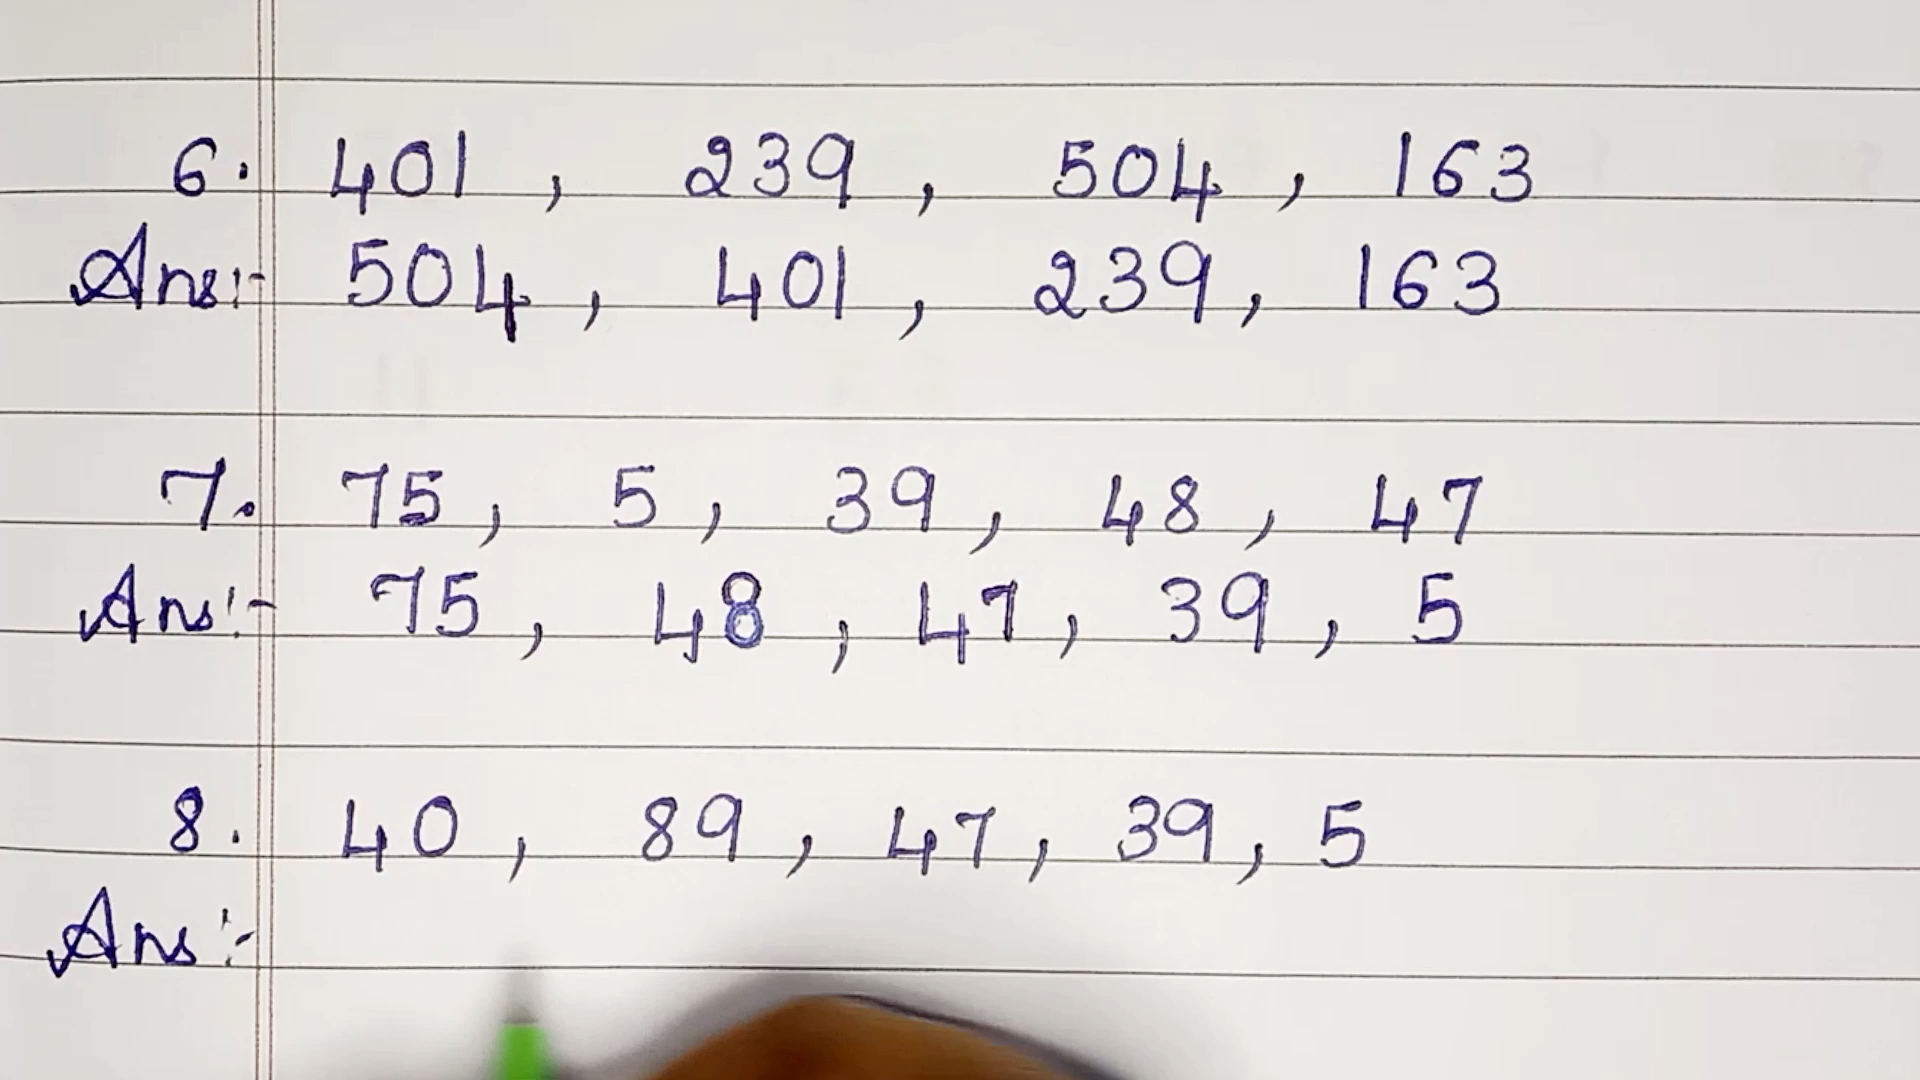 6. 401, 239, 504, 163
Ans:- 504, 401, 239, 163
7. 75, 5, 39, 48, 47
Ans:- 75, 48, 47, 39, 5
8. 40, 89, 47, 39, 5
Ans:-